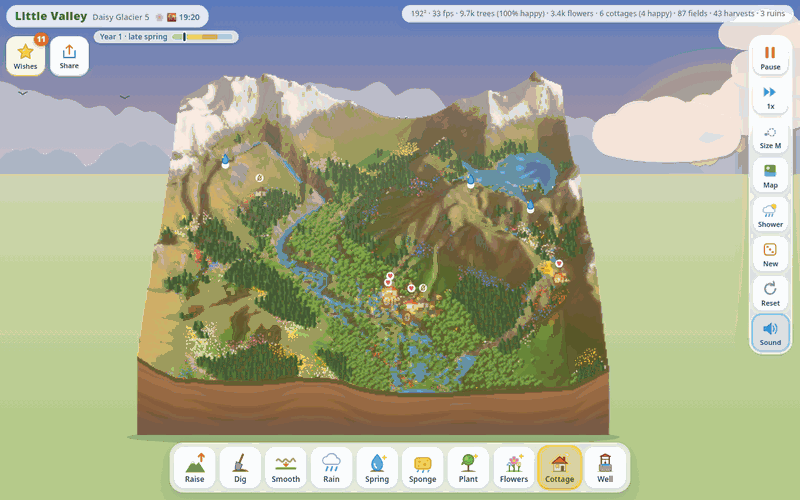 Little Valley Daisy Glacier 5 19:20
192² · 33 fps · 9.7k trees (100% happy) · 3.4k flowers · 6 cottages (4 happy) · 87 fields · 43 harvests · 3 ruins
Year 1 · late spring
11
Wishes
Share
Pause
1x
Size M
Map
Shower
New
Reset
Sound
Raise
Dig
Smooth
Rain
Spring
Sponge
Plant
Flowers
Cottage
Well